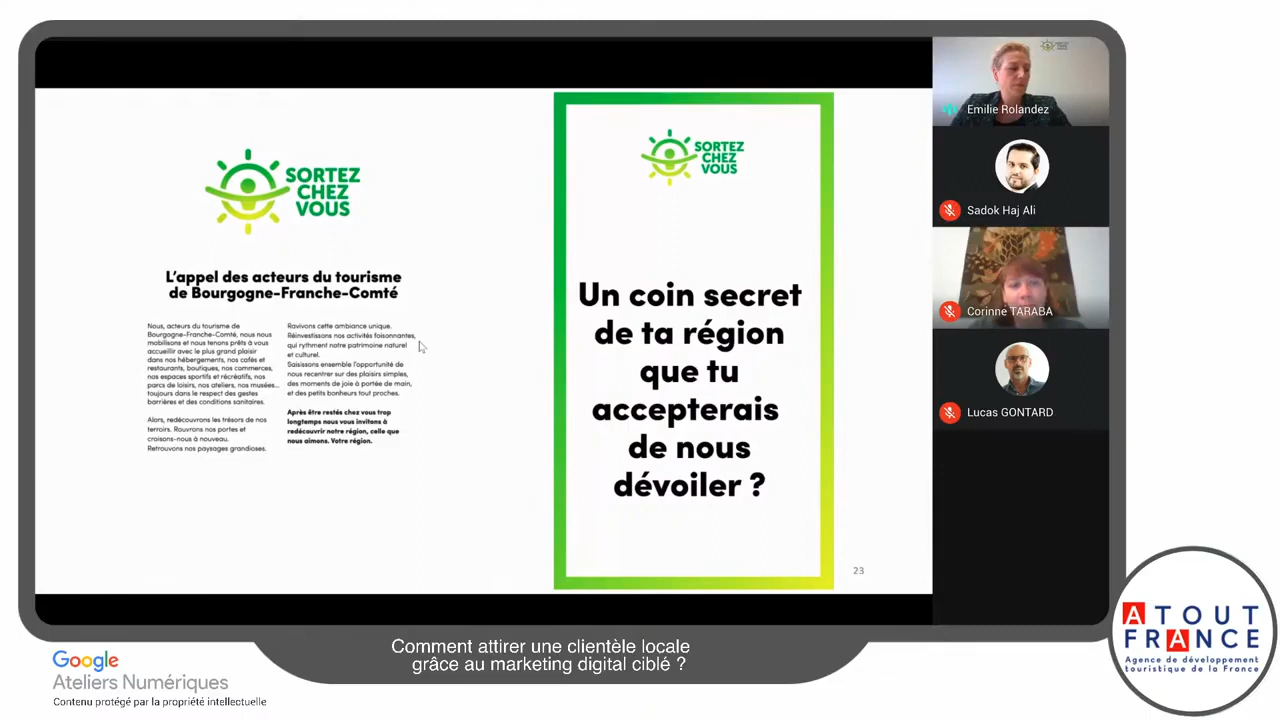 SORTEZ
CHEZ
VOUS
L'appel des acteurs du tourisme
de Bourgogne-Franche-Comté
Nous, acteurs du tourisme de
Bourgogne-Franche-Comté, nous nous
mobilisons et nous tenons prêts à vous
accueillir avec le plus grand plaisir
dans nos hébergements, nos cafés et
restaurants, boutiques, nos commerces,
nos espaces sportifs et récréatifs, nos
parcs de loisirs, nos ateliers, nos musées...
toujours dans le respect des gestes
barrières et des conditions sanitaires.
Alors, redécouvrons les trésors de nos
terroirs. Rouvrons nos portes et
croisons-nous à nouveau.
Retrouvons nos paysages grandioses.
Ravivons cette ambiance unique.
Réinvestissons nos activités foisonnantes,
qui rythment notre patrimoine naturel
et culturel.
Saisissons ensemble l'opportunité de
nous recentrer sur des plaisirs simples,
des moments de joie à portée de main,
et des petits bonheurs tout proches.
Après être restés chez vous trop
longtemps nous vous invitons à
redécouvrir notre région, celle que
nous aimons. Votre région.
SORTEZ
CHEZ
VOUS
Un coin secret
de ta région
que tu
accepterais
de nous
dévoiler ?
23
Emilie Rolandez
Sadok Haj Ali
Corinne TARABA
Lucas GONTARD
Comment attirer une clientèle locale
grâce au marketing digital ciblé ?
Google
Ateliers Numériques
Contenu protégé par la propriété intellectuelle
ATOUT
FRANCE
Agence de développement
touristique de la France